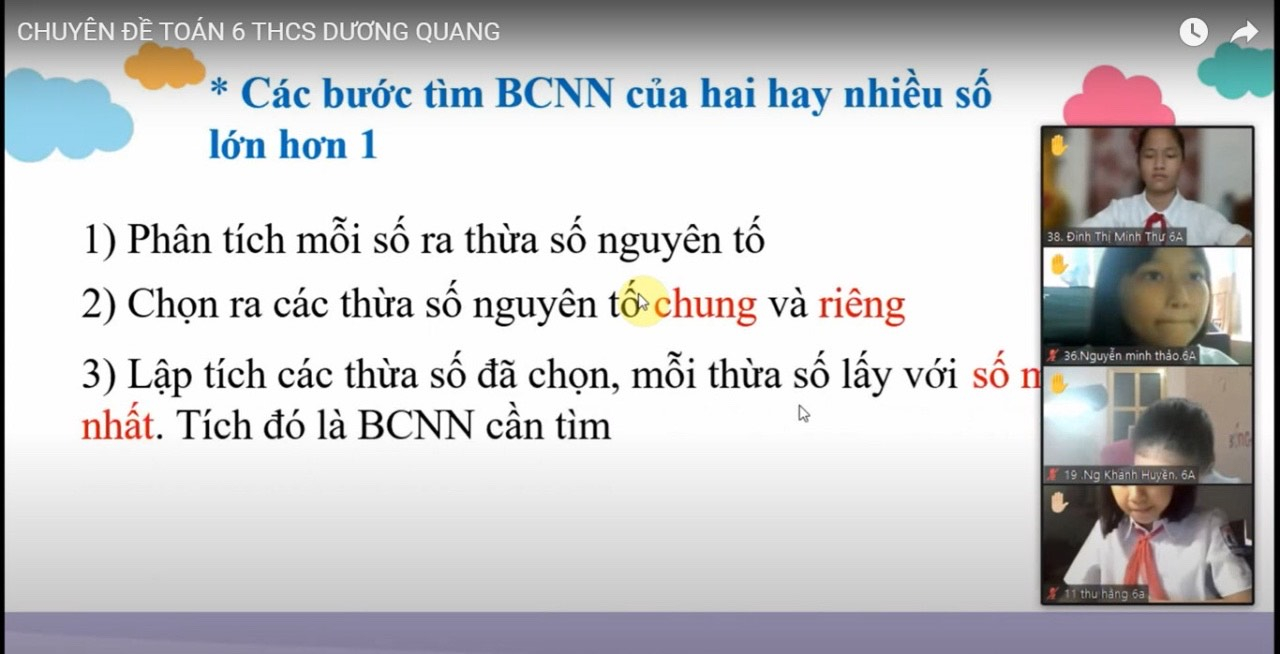 CHUYÊN ĐỀ TOÁN 6 THCS DƯƠNG QUANG
* Các bước tìm BCNN của hai hay nhiều số
lớn hơn 1
1) Phân tích mỗi số ra thừa số nguyên tố
2) Chọn ra các thừa số nguyên tố chung và riêng
3) Lập tích các thừa số đã chọn, mỗi thừa số lấy với số
nhất. Tích đó là BCNN cần tìm
38. Đinh Thị Minh Thư 6A
36.Nguyễn minh thảo.6A
19 .Ng Khánh Huyền. 6A
11 thu hằng 6a